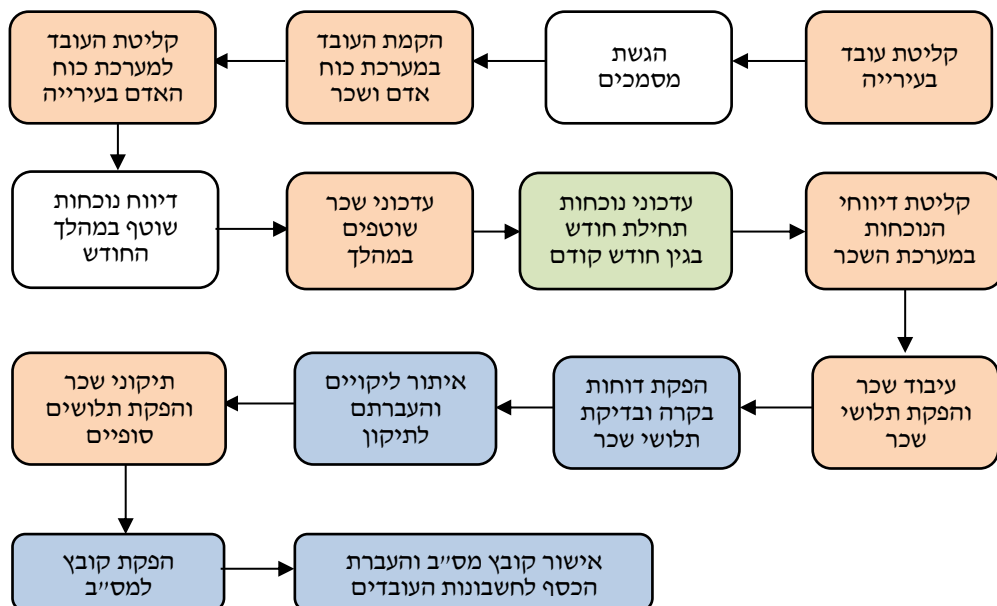 קליטת עובד
בעירייה
הגשת
מסמכים
הקמת העובד
במערכת כוח
אדם ושכר
קליטת העובד
למערכת כוח
האדם בעירייה
דיווח נוכחות
שוטף במהלך
החודש
עדכוני שכר
שוטפים
במהלך
עדכוני נוכחות
תחילת חודש
בגין חודש קודם
קליטת דיווחי
הנוכחות
במערכת השכר
עיבוד שכר
והפקת תלושי
שכר
הפקת דוחות
בקרה ובדיקת
תלושי שכר
איתור ליקויים
והעברתם
לתיקון
תיקוני שכר
והפקת תלושים
סופיים
הפקת קובץ
למס״ב
אישור קובץ מס״ב והעברת
הכסף לחשבונות העובדים